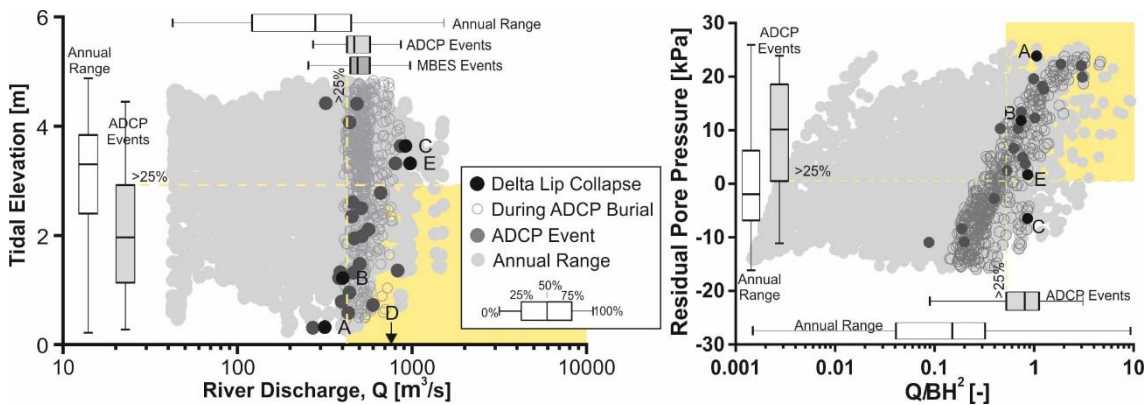 6
4
2
0
Tidal Elevation [m]
Annual
Range
ADCP
Events
>25%
Annual Range
ADCP Events
MBES Events
>25%
C
E
B
A
D
Delta Lip Collapse
During ADCP Burial
ADCP Event
Annual Range
0%
25%
50%
75%
100%
10
100
1000
10000
River Discharge, Q [m³/s]
30
20
10
0
-10
-20
-30
Residual Pore Pressure [kPa]
ADCP
Events
>25%
Annual
Range
A
B
E
C
>25%
ADCP Events
Annual Range
0.001
0.01
0.1
1
10
Q/BH² [-]